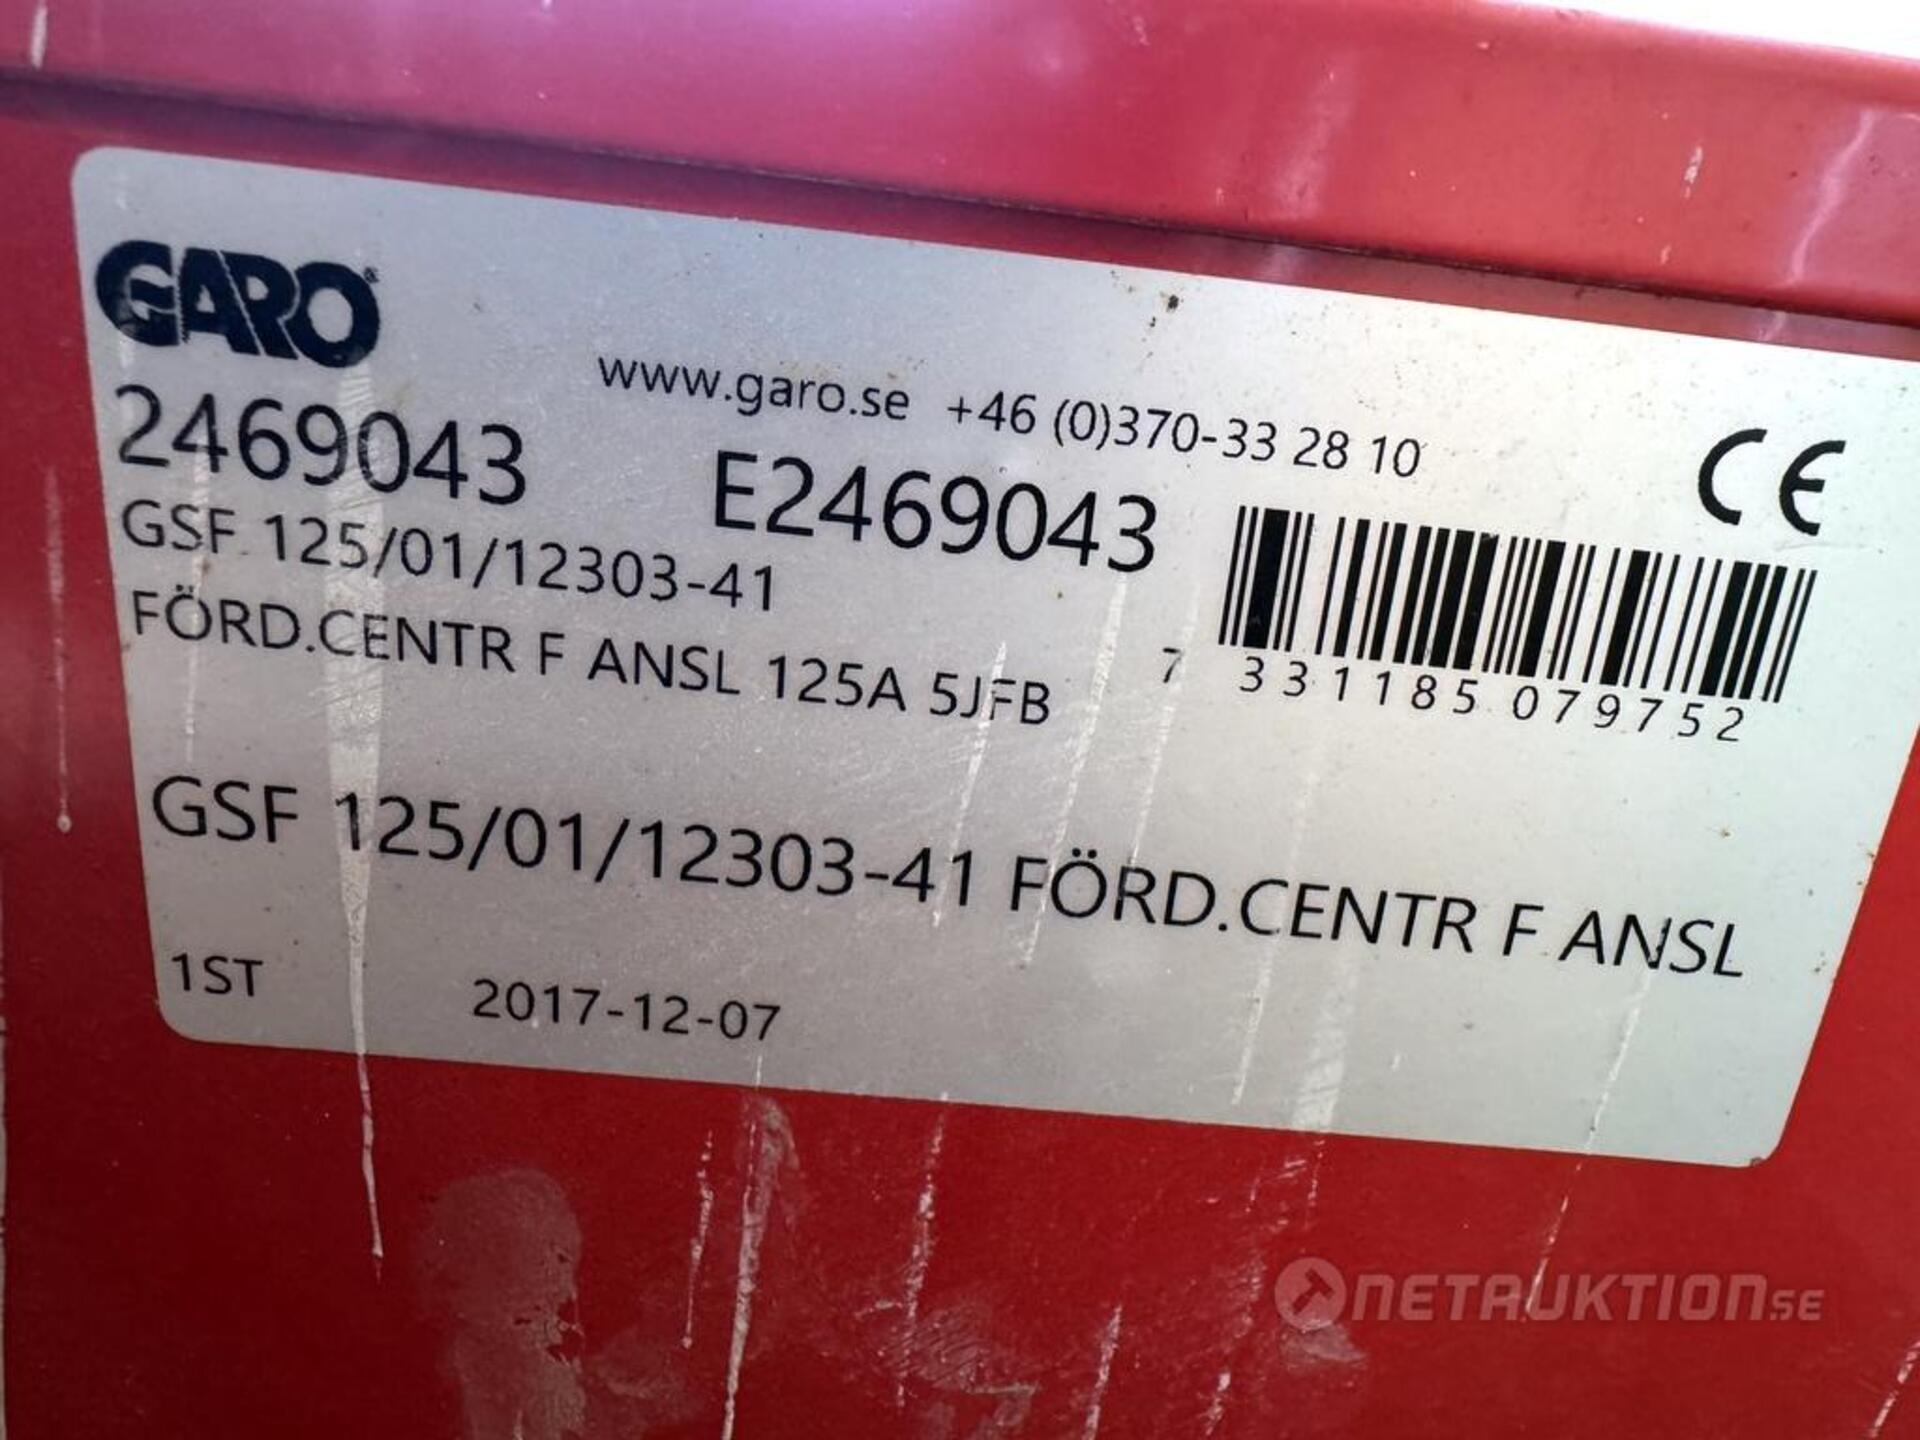 GARO®
www.garo.se +46 (0)370-33 28 10
CE
2469043 E2469043
GSF 125/01/12303-41
FÖRD.CENTR F ANSL 125A 5JFB
7 331185 079752
GSF 125/01/12303-41 FÖRD.CENTR F ANSL
1ST 2017-12-07
NETAUKTION.SE